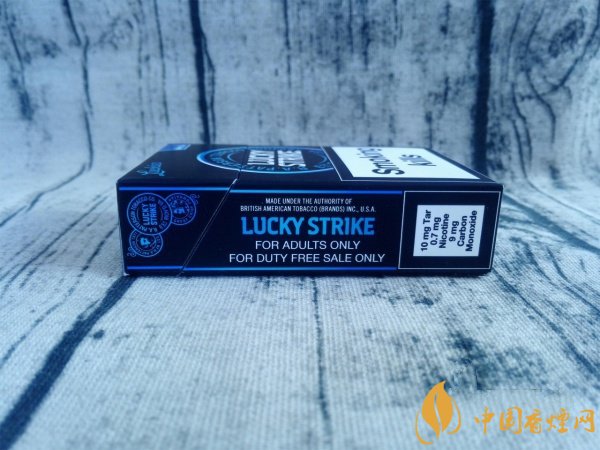 LUCKY
STRIKE
MADE UNDER THE AUTHORITY OF
BRITISH AMERICAN TOBACCO (BRANDS) INC., U.S.A.
LUCKY STRIKE
FOR ADULTS ONLY
FOR DUTY FREE SALE ONLY
LUCKY
STRIKE
10 mg Tar
0.7 mg
Nicotine
9 mg
Carbon
Monoxide
中国香烟网